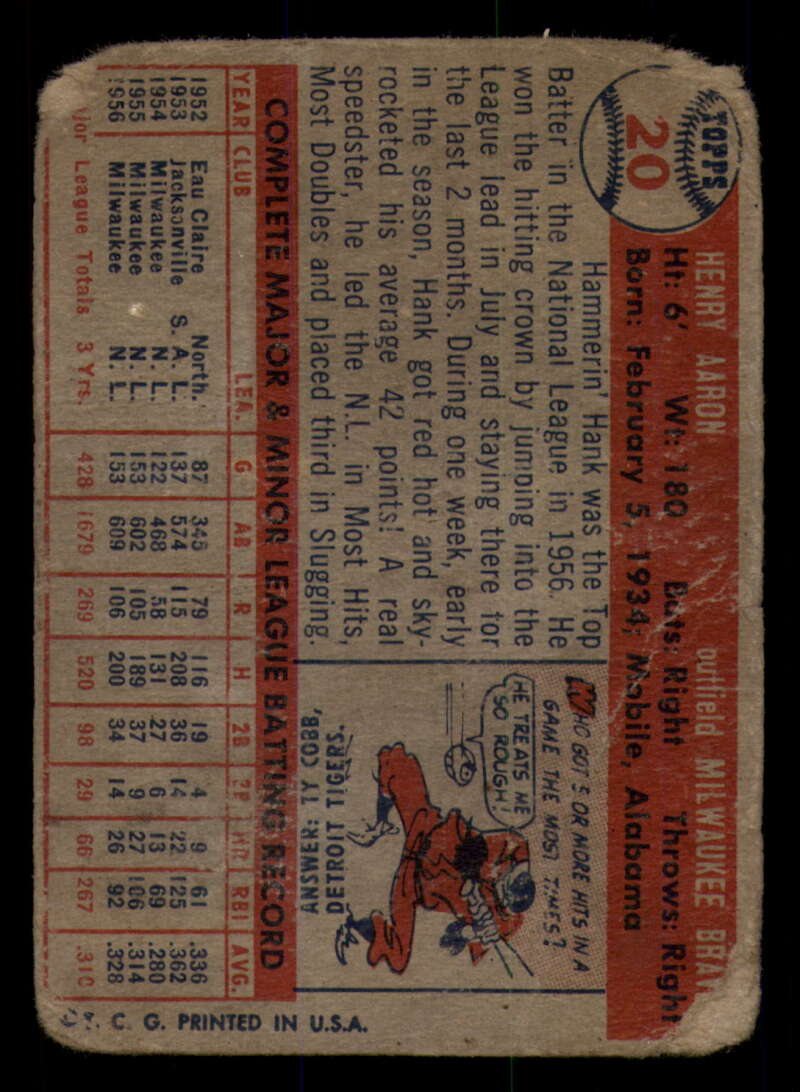 TOPPS
20
HENRY AARON outfield MILWAUKEE
Ht: 6' Wt: 180 Bats: Right Throws: Right
Born: February 5, 1934; Mobile, Alabama
Hammerin' Hank was the Top
Batter in the National League in 1956. He
won the hitting crown by jumping into the
League lead in July and staying there for
the last 2 months. During one week, early
in the season, Hank got red hot and sky-
rocketed his average 42 points! A real
speedster, he led the N.L. in Most Hits,
Most Doubles and placed third in Slugging.
WHO GOT 5 OR MORE HITS IN A
GAME THE MOST TIMES?
HE TREATS ME
SO ROUGH!
ANSWER: TY COBB,
DETROIT TIGERS.
COMPLETE MAJOR & MINOR LEAGUE BATTING RECORD
YEAR CLUB LEA. G AB R H 2B HR RBI AVG.
1952 Eau Claire North. 87 345 79 116 19 4 9 61 .336
1953 Jacksonville S. A. L. 137 574 115 208 36 14 22 125 .362
1954 Milwaukee N. L. 122 468 58 131 27 6 13 69 .280
1955 Milwaukee N. L. 153 602 105 189 37 9 27 106 .314
1956 Milwaukee N. L. 153 609 106 200 34 14 26 92 .328
jor League Totals 3 Yrs. 428 1679 269 520 98 29 66 267 .310
T. C. G. PRINTED IN U.S.A.